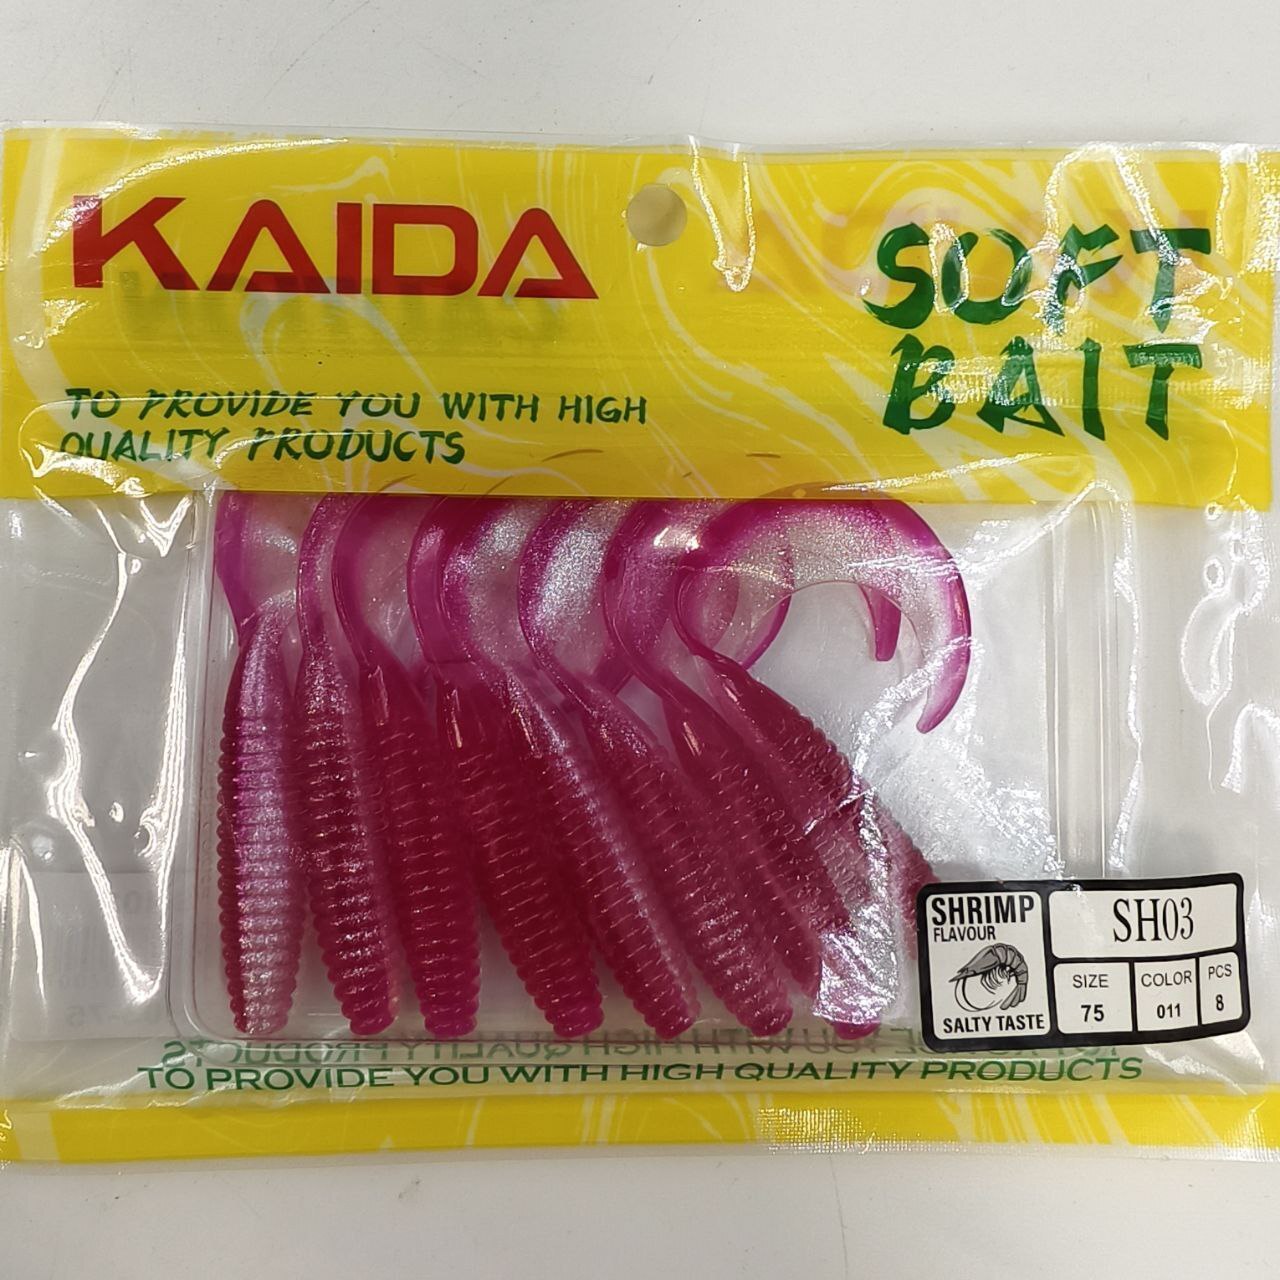 KAIDA
SOFT
BAIT
TO PROVIDE YOU WITH HIGH
QUALITY PRODUCTS
SHRIMP
FLAVOUR
SALTY TASTE
SH03
SIZE
75
COLOR
011
PCS
8
TO PROVIDE YOU WITH HIGH QUALITY PRODUCTS